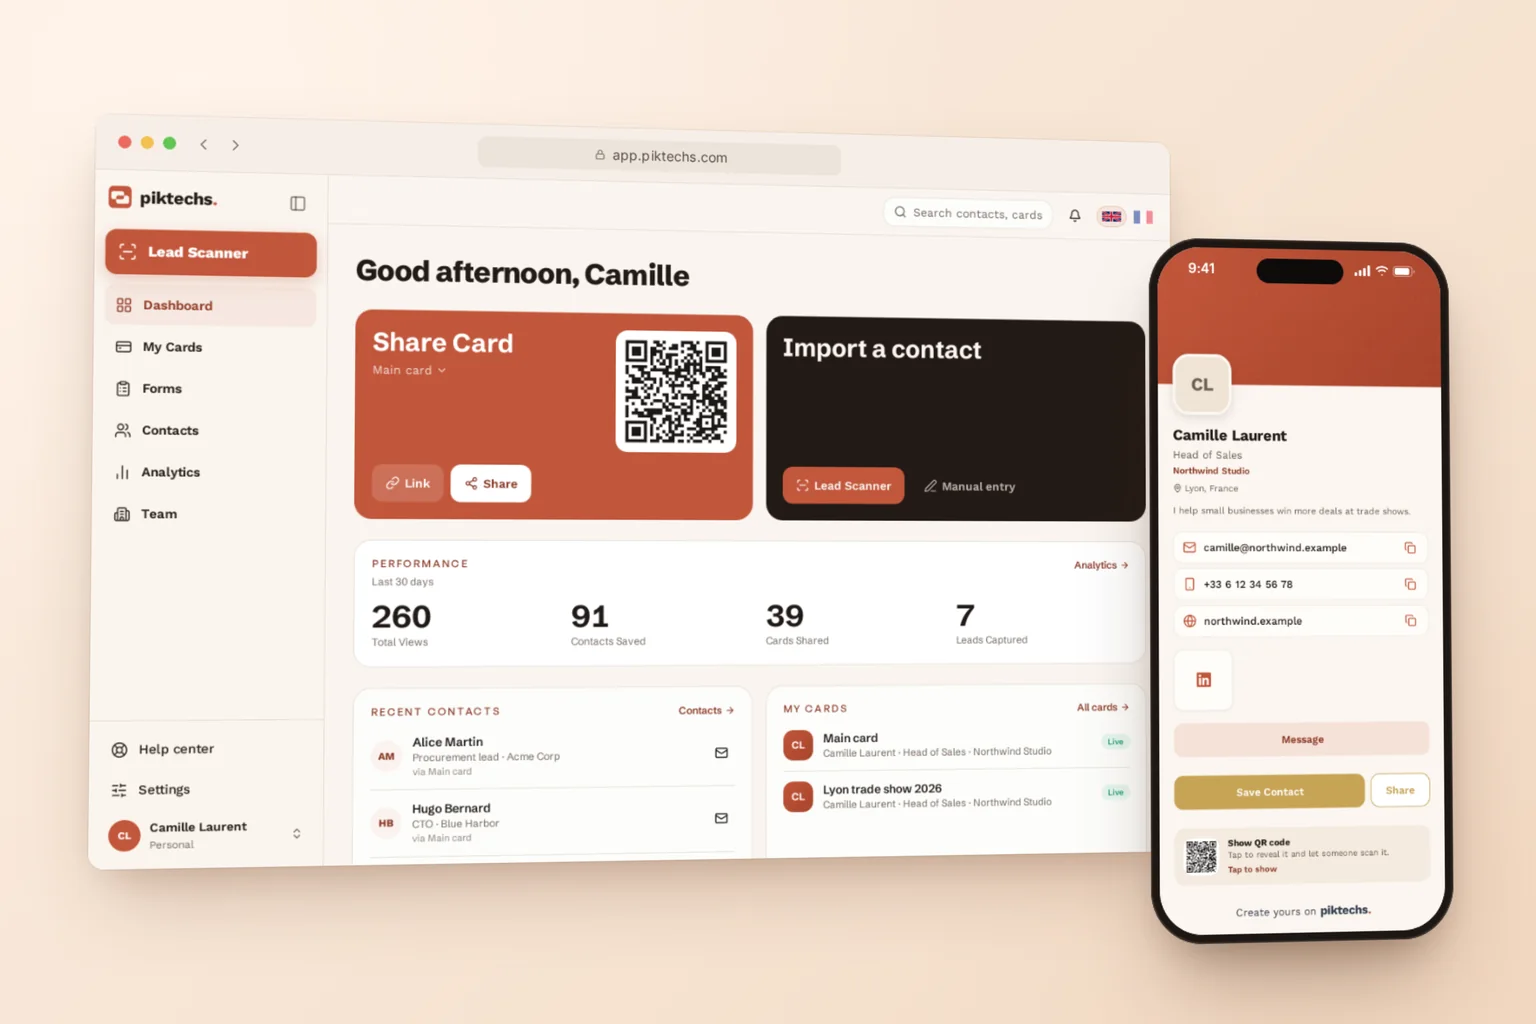 app.piktechs.com
piktechs.
Search contacts, cards
Lead Scanner
Dashboard
My Cards
Forms
Contacts
Analytics
Team
Help center
Settings
CL
Camille Laurent
Personal
Good afternoon, Camille
Share Card
Main card
Link
Share
Import a contact
Lead Scanner
Manual entry
PERFORMANCE
Analytics →
Last 30 days
260
Total Views
91
Contacts Saved
39
Cards Shared
7
Leads Captured
RECENT CONTACTS
Contacts →
AM
Alice Martin
Procurement lead · Acme Corp
via Main card
HB
Hugo Bernard
CTO · Blue Harbor
via Main card
MY CARDS
All cards →
CL
Main card
Camille Laurent · Head of Sales · Northwind Studio
Live
CL
Lyon trade show 2026
Camille Laurent · Head of Sales · Northwind Studio
Live
9:41
CL
Camille Laurent
Head of Sales
Northwind Studio
Lyon, France
I help small businesses win more deals at trade shows.
camille@northwind.example
+33 6 12 34 56 78
northwind.example
in
Message
Save Contact
Share
Show QR code
Tap to reveal it and let someone scan it.
Tap to show
Create yours on piktechs.